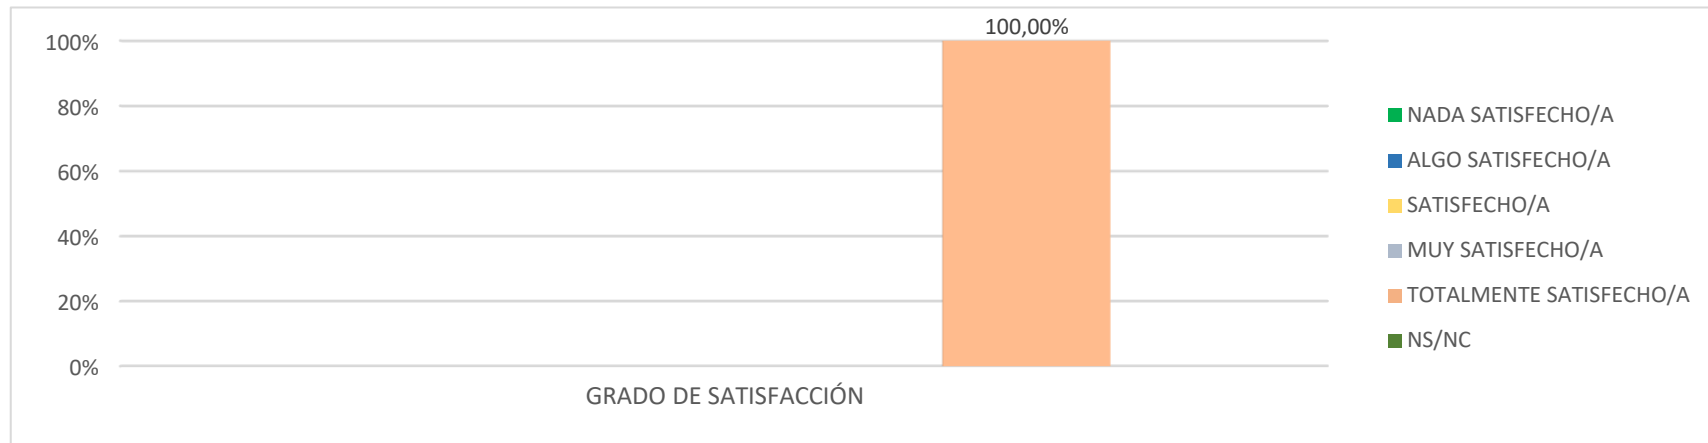 100,00%
100%
80%
60%
40%
20%
0%
GRADO DE SATISFACCIÓN
NADA SATISFECHO/A
ALGO SATISFECHO/A
SATISFECHO/A
MUY SATISFECHO/A
TOTALMENTE SATISFECHO/A
NS/NC